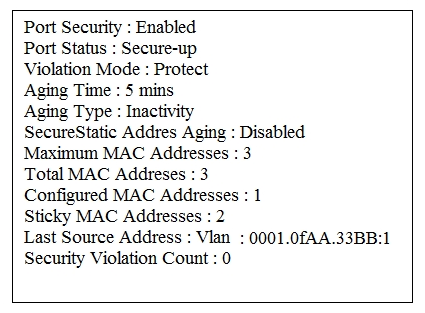 Port Security : Enabled
Port Status : Secure-up
Violation Mode : Protect
Aging Time : 5 mins
Aging Type : Inactivity
SecureStatic Addres Aging : Disabled
Maximum MAC Addresses : 3
Total MAC Addreses : 3
Configured MAC Addresses : 1
Sticky MAC Addresses : 2
Last Source Address : Vlan : 0001.0fAA.33BB:1
Security Violation Count : 0